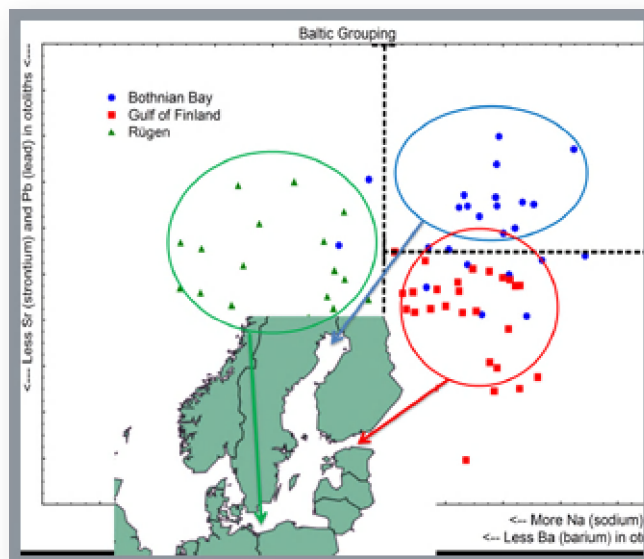 Baltic Grouping
<--- Less Sr (strontium) and Pb (lead) in otoliths <---
Bothnian Bay
Gulf of Finland
Rügen
<-- More Na (sodium)
<-- Less Ba (barium) in